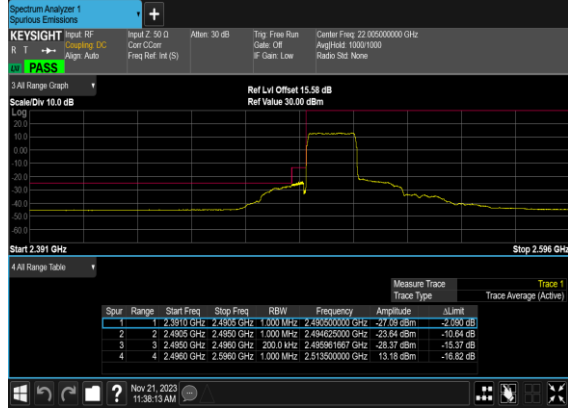 Spectrum Analyzer 1
Spurious Emissions
+
KEYSIGHT
R T
PASS
Input: RF
Coupling: DC
Align: Auto
Input Z: 50 Ω
Corr CCorr
Freq Ref: Int (S)
Atten: 30 dB
Trig: Free Run
Gate: Off
IF Gain: Low
Center Freq: 22.005000000 GHz
Avg|Hold: 1000/1000
Radio Std: None
3 All Range Graph
Scale/Div 10.0 dB
Ref Lvl Offset 15.58 dB
Ref Value 30.00 dBm
Log
20.0
10.0
0.00
-10.0
-20.0
-30.0
-40.0
-50.0
-60.0
Start 2.391 GHz
Stop 2.596 GHz
4 All Range Table
Measure Trace Trace 1
Trace Type Trace Average (Active)
Spur Range Start Freq Stop Freq RBW Frequency Amplitude ΔLimit
1 1 2.3910 GHz 2.4905 GHz 1.000 MHz 2.490500000 GHz -27.09 dBm -2.090 dB
2 2 2.4905 GHz 2.4950 GHz 1.000 MHz 2.494625000 GHz -23.64 dBm -10.64 dB
3 3 2.4950 GHz 2.4960 GHz 200.0 kHz 2.495961667 GHz -28.37 dBm -15.37 dB
4 4 2.4960 GHz 2.5960 GHz 1.000 MHz 2.513500000 GHz 13.18 dBm -16.82 dB
?
Nov 21, 2023
11:38:13 AM